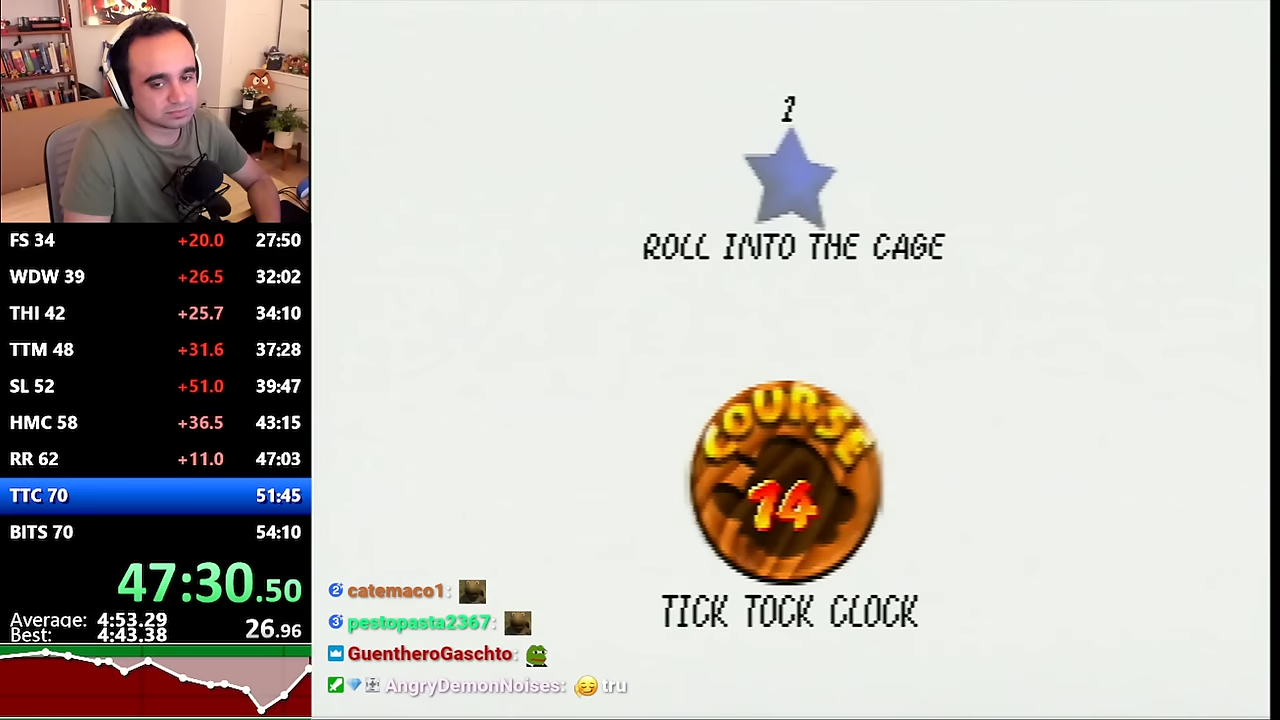 FS 34 +20.0 27:50
WDW 39 +26.5 32:02
THI 42 +25.7 34:10
TTM 48 +31.6 37:28
SL 52 +51.0 39:47
HMC 58 +36.5 43:15
RR 62 +11.0 47:03
TTC 70 51:45
BITS 70 54:10
47:30.50
Average: 4:53.29
Best: 4:43.38
26.96
ROLL INTO THE CAGE
COURSE
14
TICK TOCK CLOCK
2 catemaco1:
3 pestopasta2367:
GuentheroGaschto:
AngryDemonNoises: tru